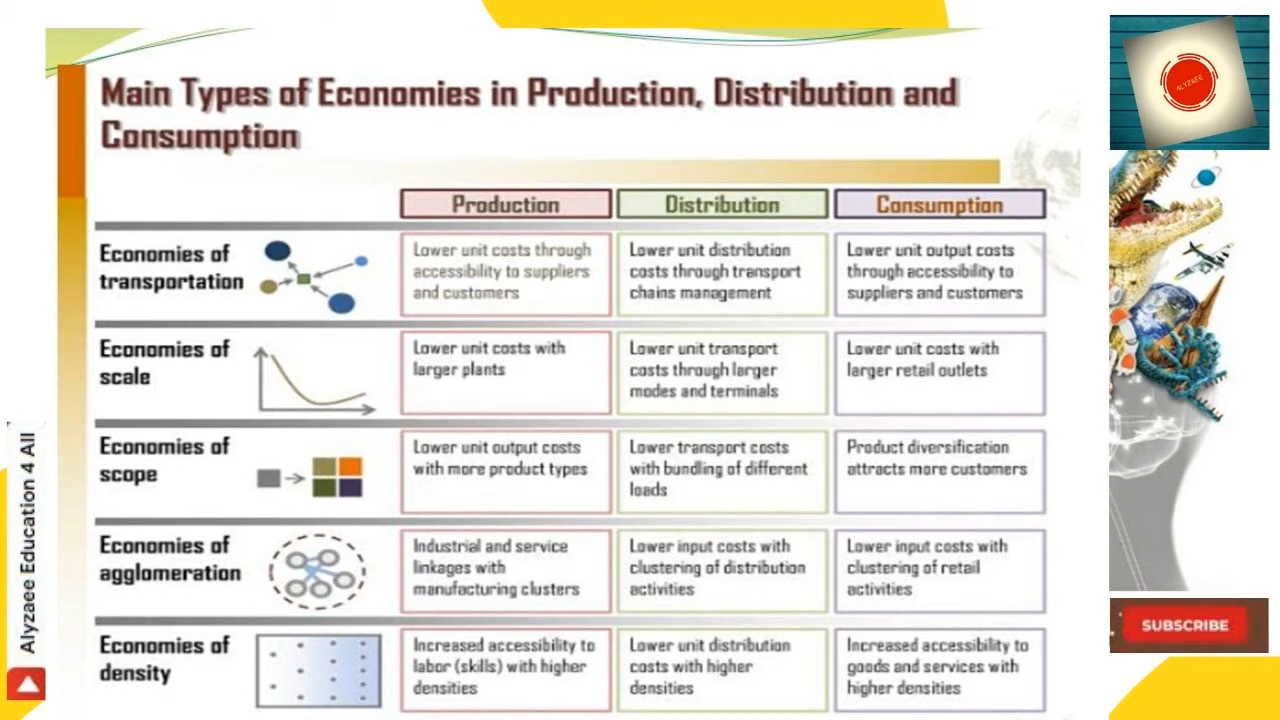 Main Types of Economies in Production, Distribution and
Consumption
Production
Distribution
Consumption
Economies of
transportation
Lower unit costs through
accessibility to suppliers
and customers
Lower unit distribution
costs through transport
chains management
Lower unit output costs
through accessibility to
suppliers and customers
Economies of
scale
Lower unit costs with
larger plants
Lower unit transport
costs through larger
modes and terminals
Lower unit costs with
larger retail outlets
Economies of
scope
Lower unit output costs
with more product types
Lower transport costs
with bundling of different
loads
Product diversification
attracts more customers
Economies of
agglomeration
Industrial and service
linkages with
manufacturing clusters
Lower input costs with
clustering of distribution
activities
Lower input costs with
clustering of retail
activities
Economies of
density
Increased accessibility to
labor (skills) with higher
densities
Lower unit distribution
costs with higher
densities
Increased accessibility to
goods and services with
higher densities
Alyzaee Education 4 All
ALYZAEE
SUBSCRIBE